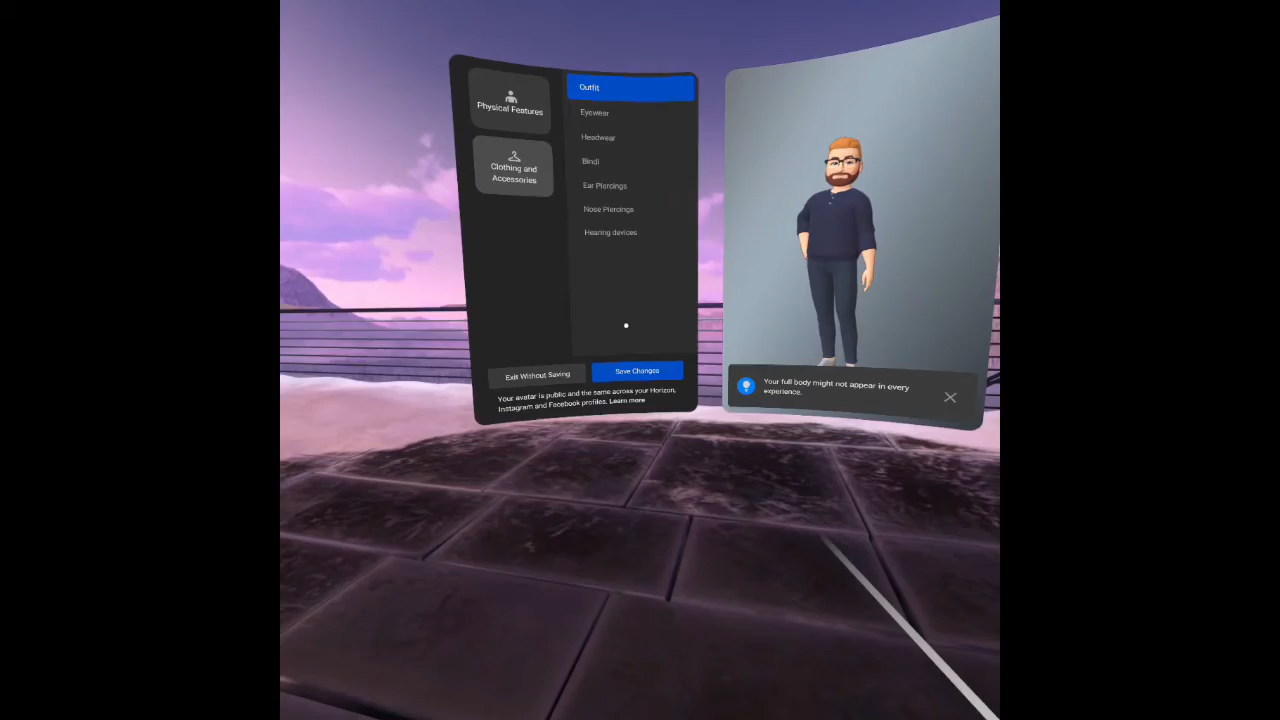 Physical Features
Clothing and
Accessories
Outfit
Eyewear
Headwear
Bindi
Ear Piercings
Nose Piercings
Hearing devices
Exit Without Saving
Save Changes
Your avatar is public and the same across your Horizon,
Instagram and Facebook profiles. Learn more
Your full body might not appear in every
experience.